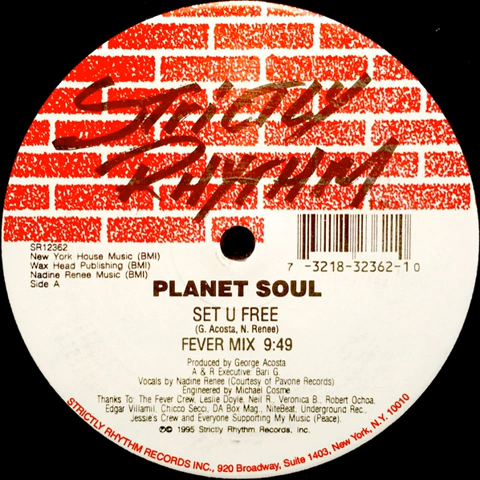 STRICTLY
RHYTHM
SR12362
New York House Music (BMI)
Wax Head Publishing (BMI)
Nadine Renee Music (BMI)
Side A
7 -3218-32362-1 0
PLANET SOUL
SET U FREE
(G. Acosta, N. Renee)
FEVER MIX 9:49
Produced by George Acosta
A & R Executive: Bari G.
Vocals by Nadine Renee (Courtesy of Pavone Records)
Engineered by Michael Cosme
Thanks To: The Fever Crew, Leslie Doyle, Neil R., Veronica B., Robert Ochoa,
Edgar Villamil, Chicco Secci, DA Box Mag., NiteBeat, Underground Rec.,
Jessie's Crew and Everyone Supporting My Music (Peace).
℗© 1995 Strictly Rhythm Records
STRICTLY RHYTHM RECORDS INC., 920 Broadway, Suite 1403, New York, N.Y. 10010